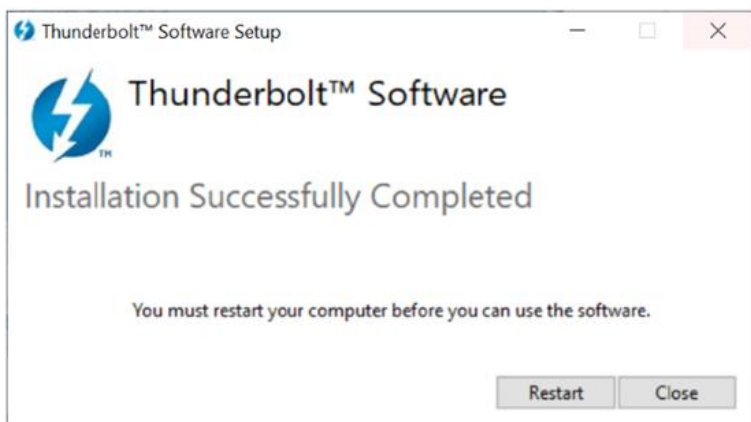 Thunderbolt™ Software Setup
Thunderbolt™ Software
TM
Installation Successfully Completed
You must restart your computer before you can use the software.
Restart Close